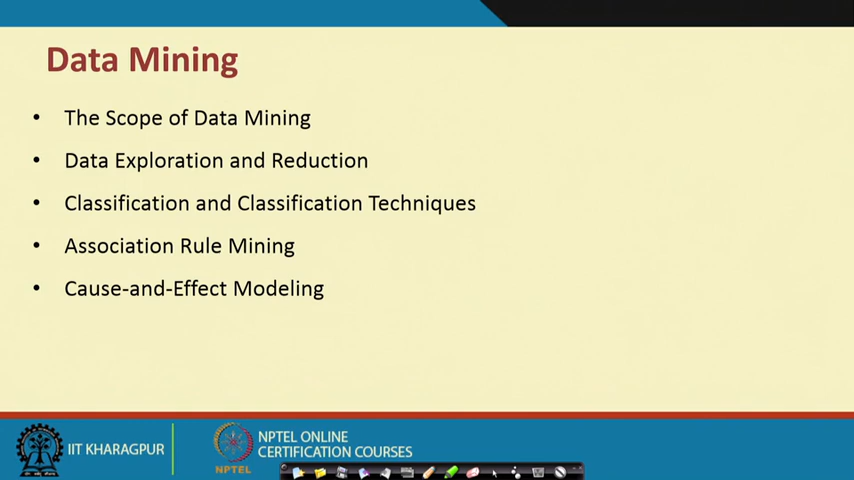 Data Mining
• The Scope of Data Mining
• Data Exploration and Reduction
• Classification and Classification Techniques
• Association Rule Mining
• Cause-and-Effect Modeling
IIT KHARAGPUR
NPTEL
NPTEL ONLINE
CERTIFICATION COURSES